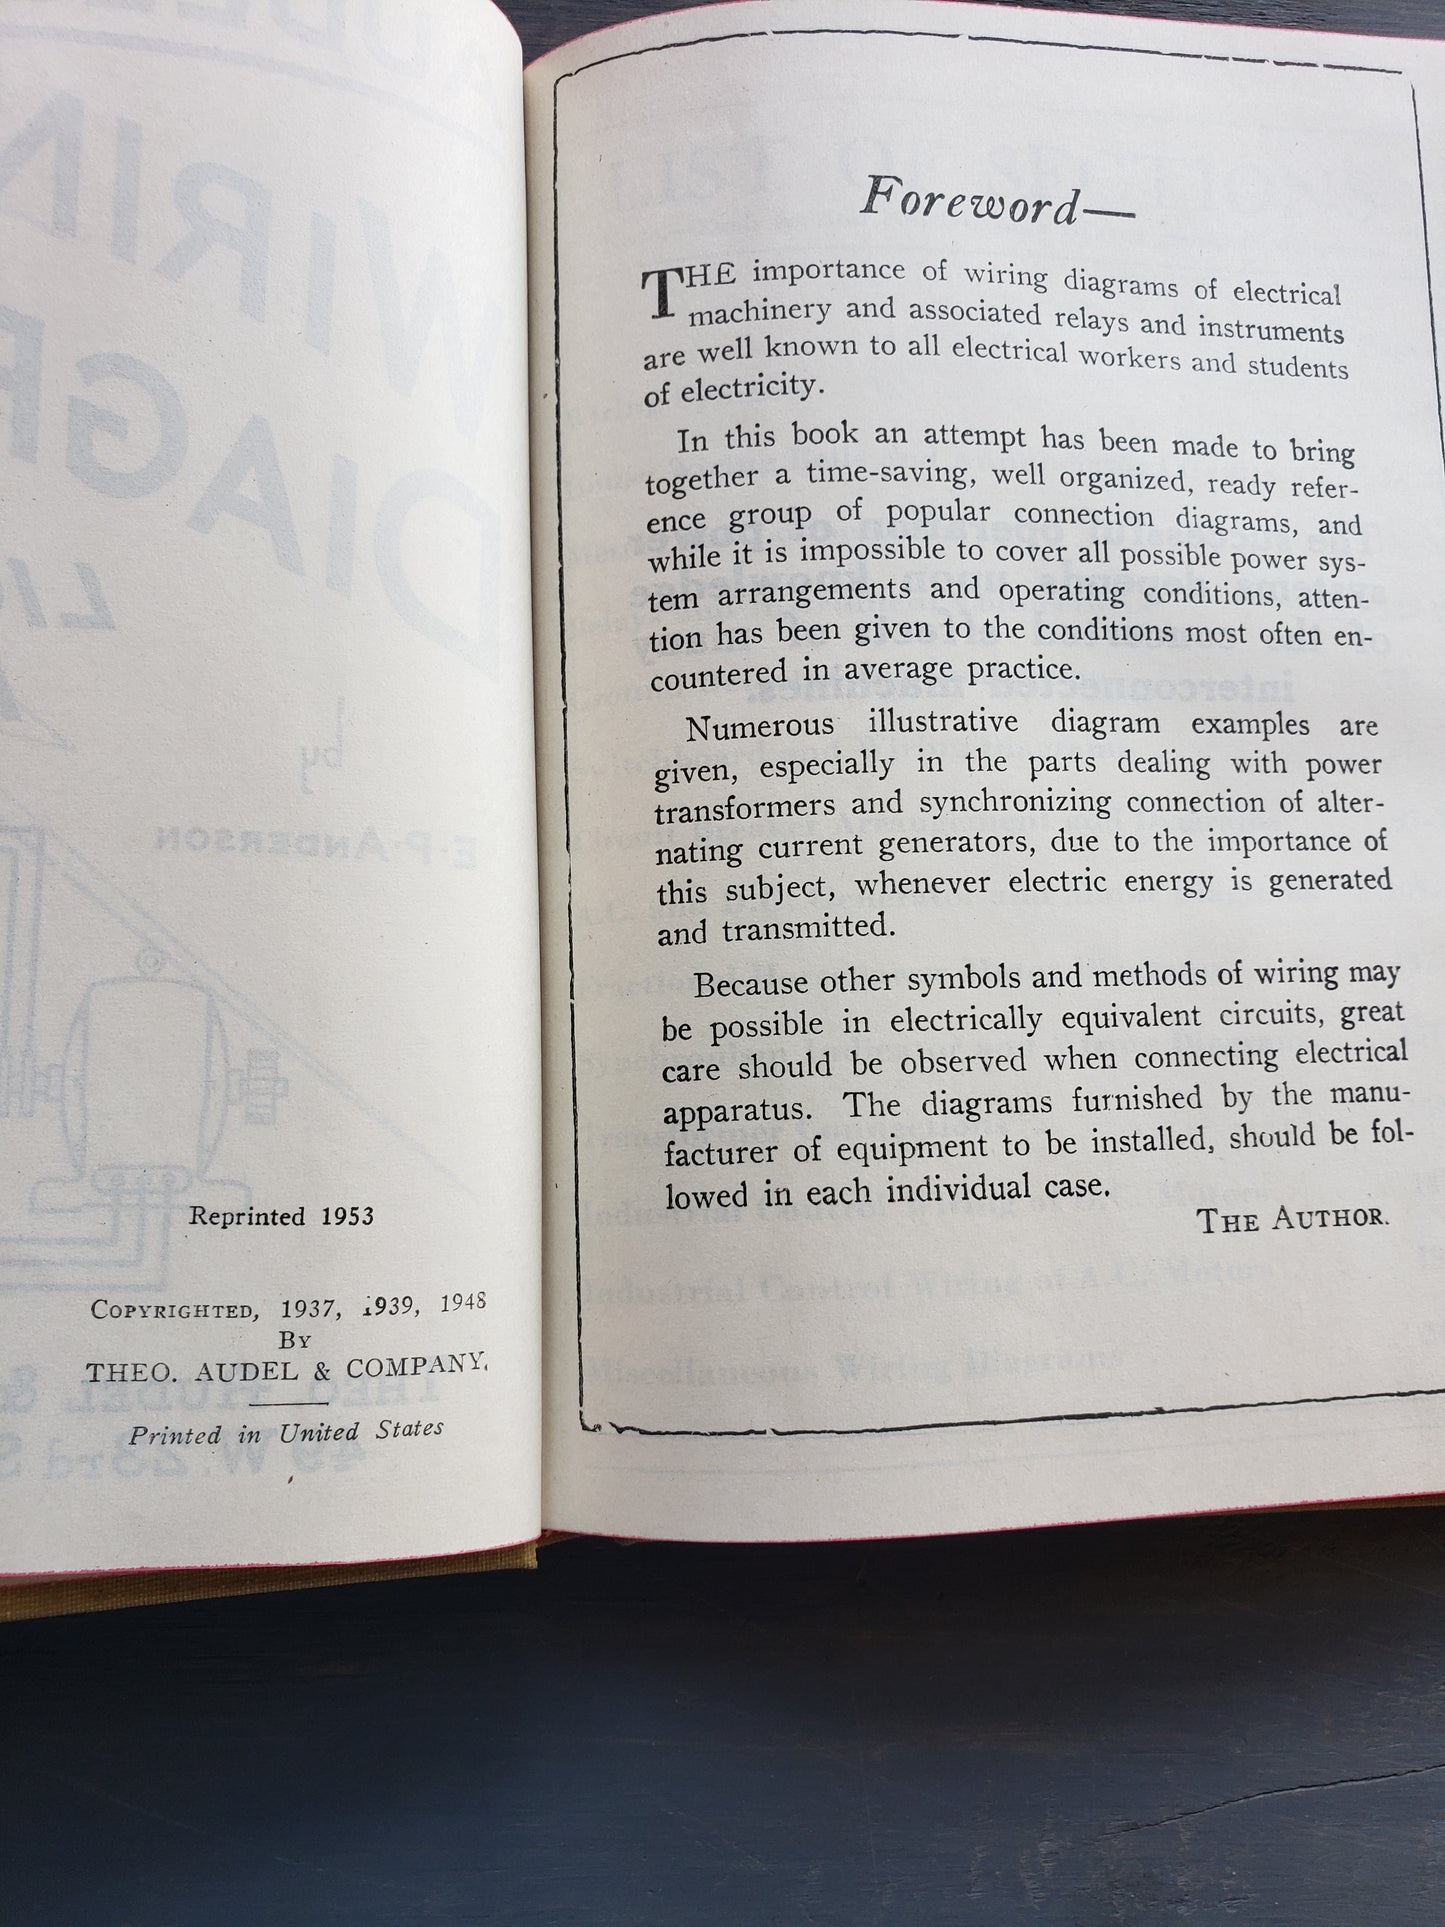 Reprinted 1953
COPYRIGHTED, 1937, 1939, 1948
BY
THEO. AUDEL & COMPANY.
Printed in United States
Foreword—
THE importance of wiring diagrams of electrical
machinery and associated relays and instruments
are well known to all electrical workers and students
of electricity.
In this book an attempt has been made to bring
together a time-saving, well organized, ready refer-
ence group of popular connection diagrams, and
while it is impossible to cover all possible power sys-
tem arrangements and operating conditions, atten-
tion has been given to the conditions most often en-
countered in average practice.
Numerous illustrative diagram examples are
given, especially in the parts dealing with power
transformers and synchronizing connection of alter-
nating current generators, due to the importance of
this subject, whenever electric energy is generated
and transmitted.
Because other symbols and methods of wiring may
be possible in electrically equivalent circuits, great
care should be observed when connecting electrical
apparatus. The diagrams furnished by the manu-
facturer of equipment to be installed, should be fol-
lowed in each individual case.
THE AUTHOR.